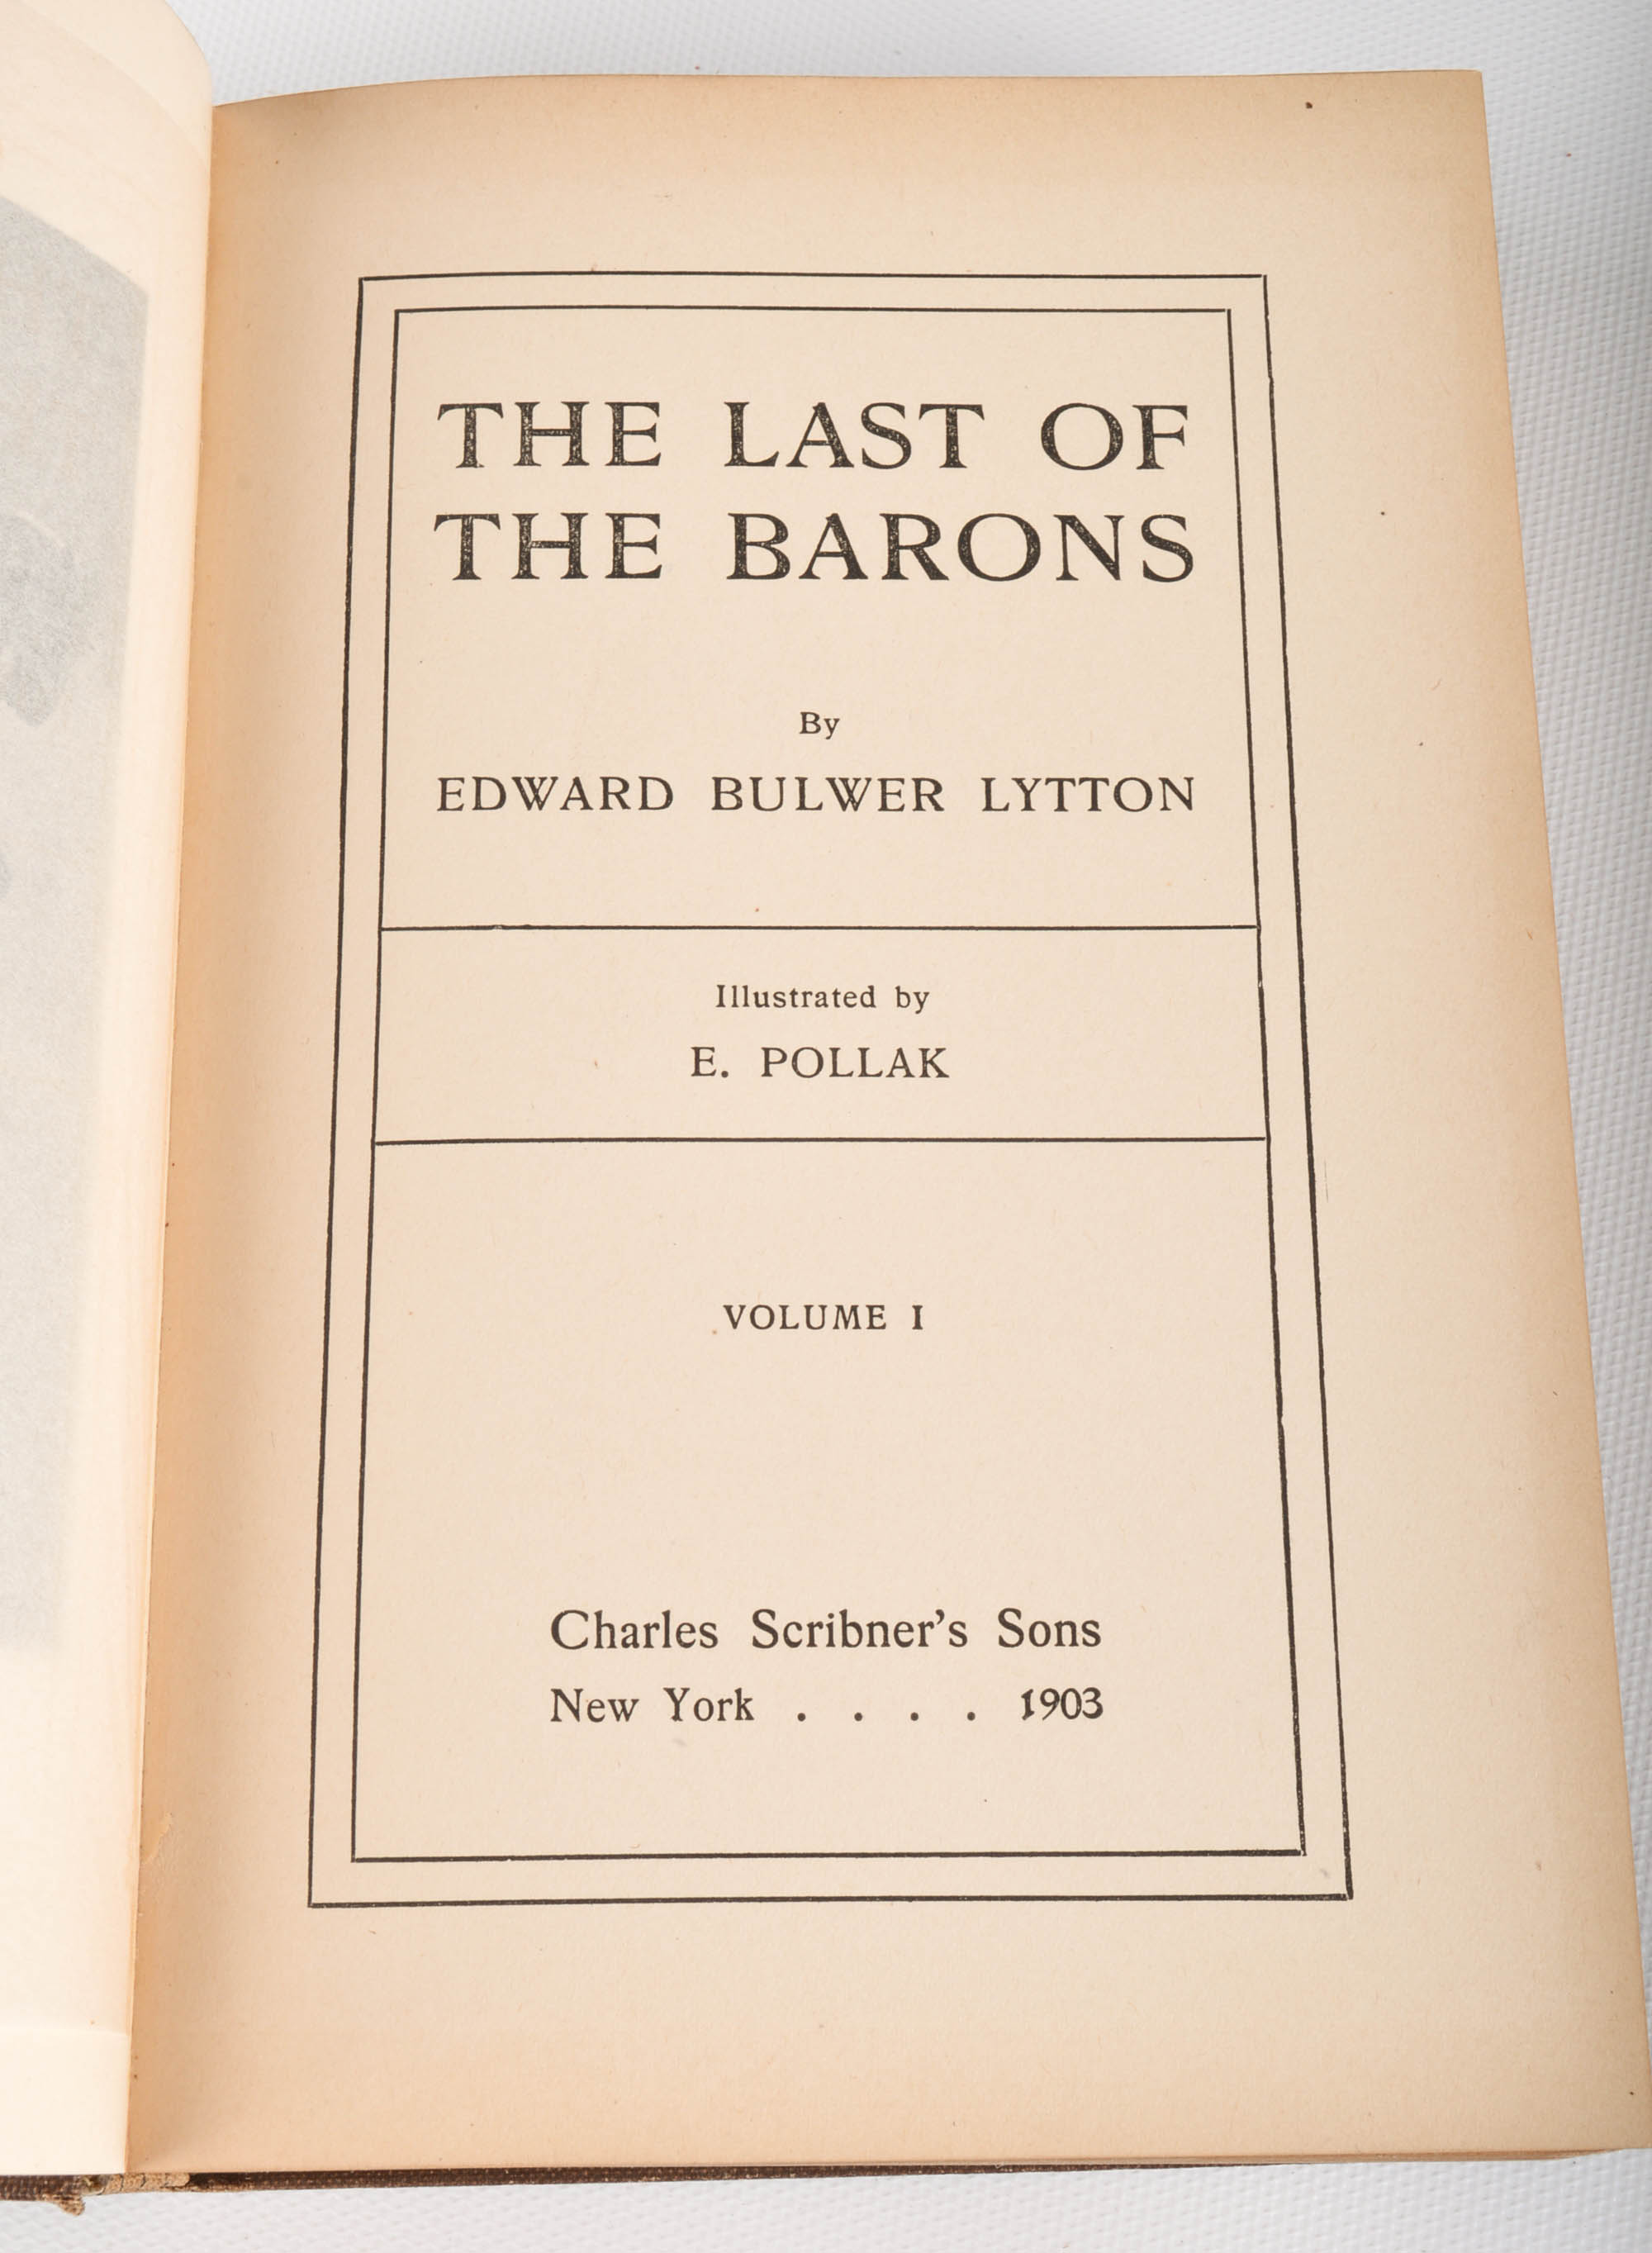 THE LAST OF
THE BARONS
By
EDWARD BULWER LYTTON
Illustrated by
E. POLLAK
VOLUME I
Charles Scribner’s Sons
New York . . . . 1903